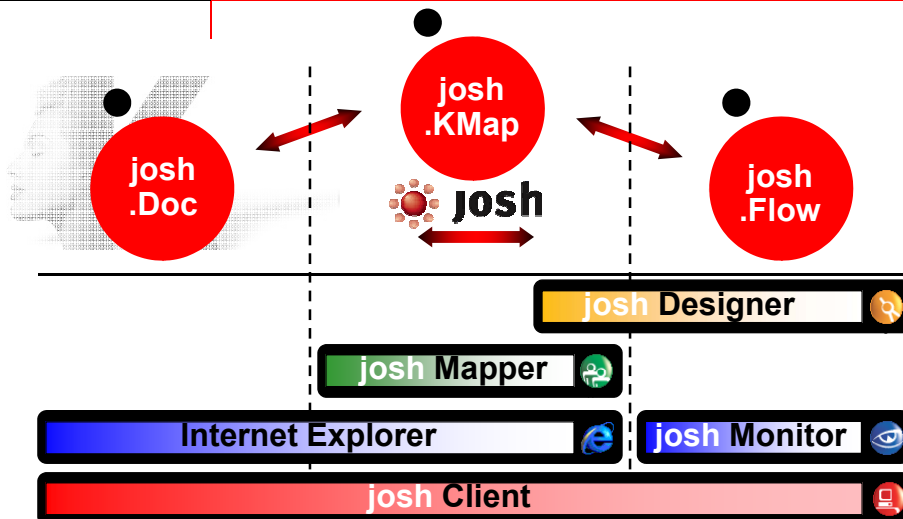 josh
.KMap
josh
.Doc
josh
.Flow
josh
josh Designer
josh Mapper
Internet Explorer
josh Monitor
josh Client